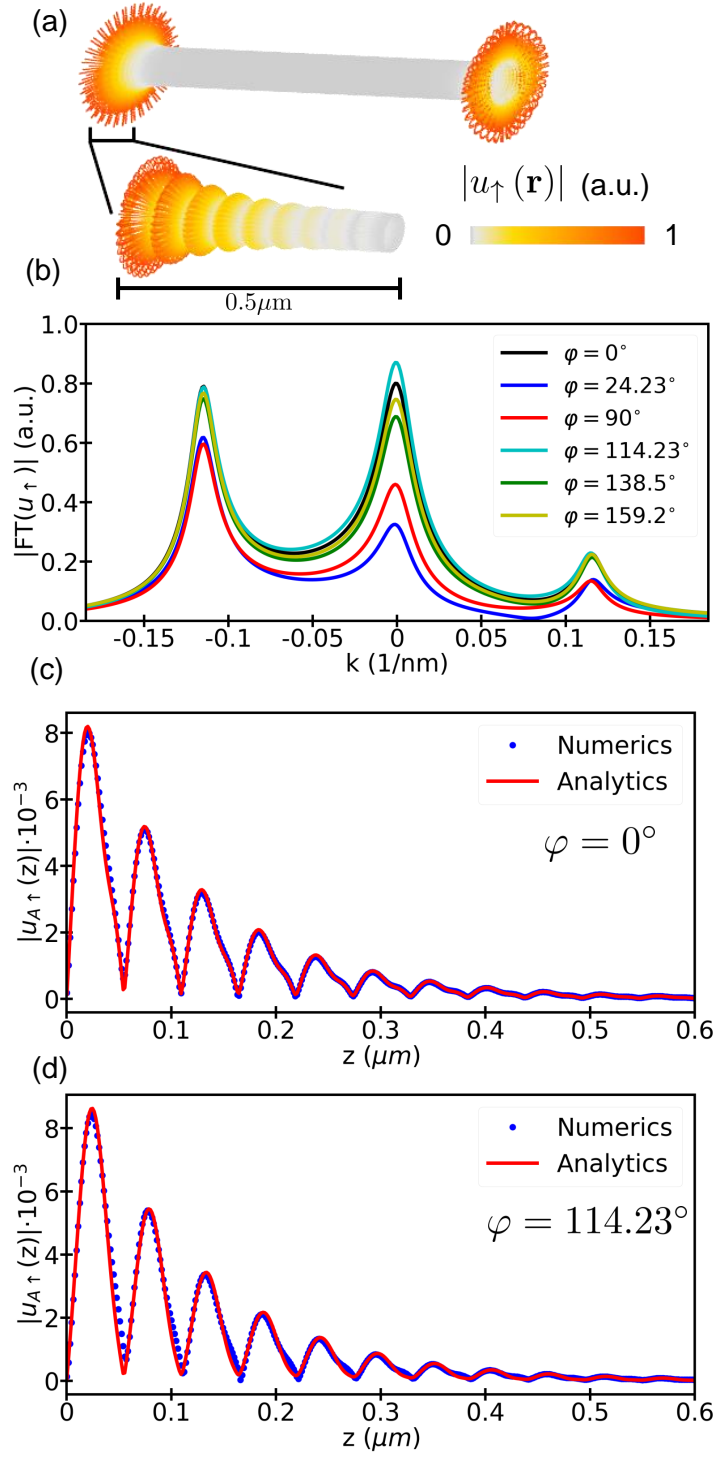 (a)
|u↑ (r)| (a.u.)
0 1
0.5μm
(b)
1.0
0.8
0.6
0.4
0.2
0.0
|FT(u↑)| (a.u.)
φ = 0°
φ = 24.23°
φ = 90°
φ = 114.23°
φ = 138.5°
φ = 159.2°
-0.15 -0.1 -0.05 0 0.05 0.1 0.15
k (1/nm)
(c)
8
6
4
2
0
|uA↑(z)|·10⁻³
Numerics
Analytics
φ = 0°
0 0.1 0.2 0.3 0.4 0.5 0.6
z (μm)
(d)
8
6
4
2
0
|uA↑(z)|·10⁻³
Numerics
Analytics
φ = 114.23°
0 0.1 0.2 0.3 0.4 0.5 0.6
z (μm)